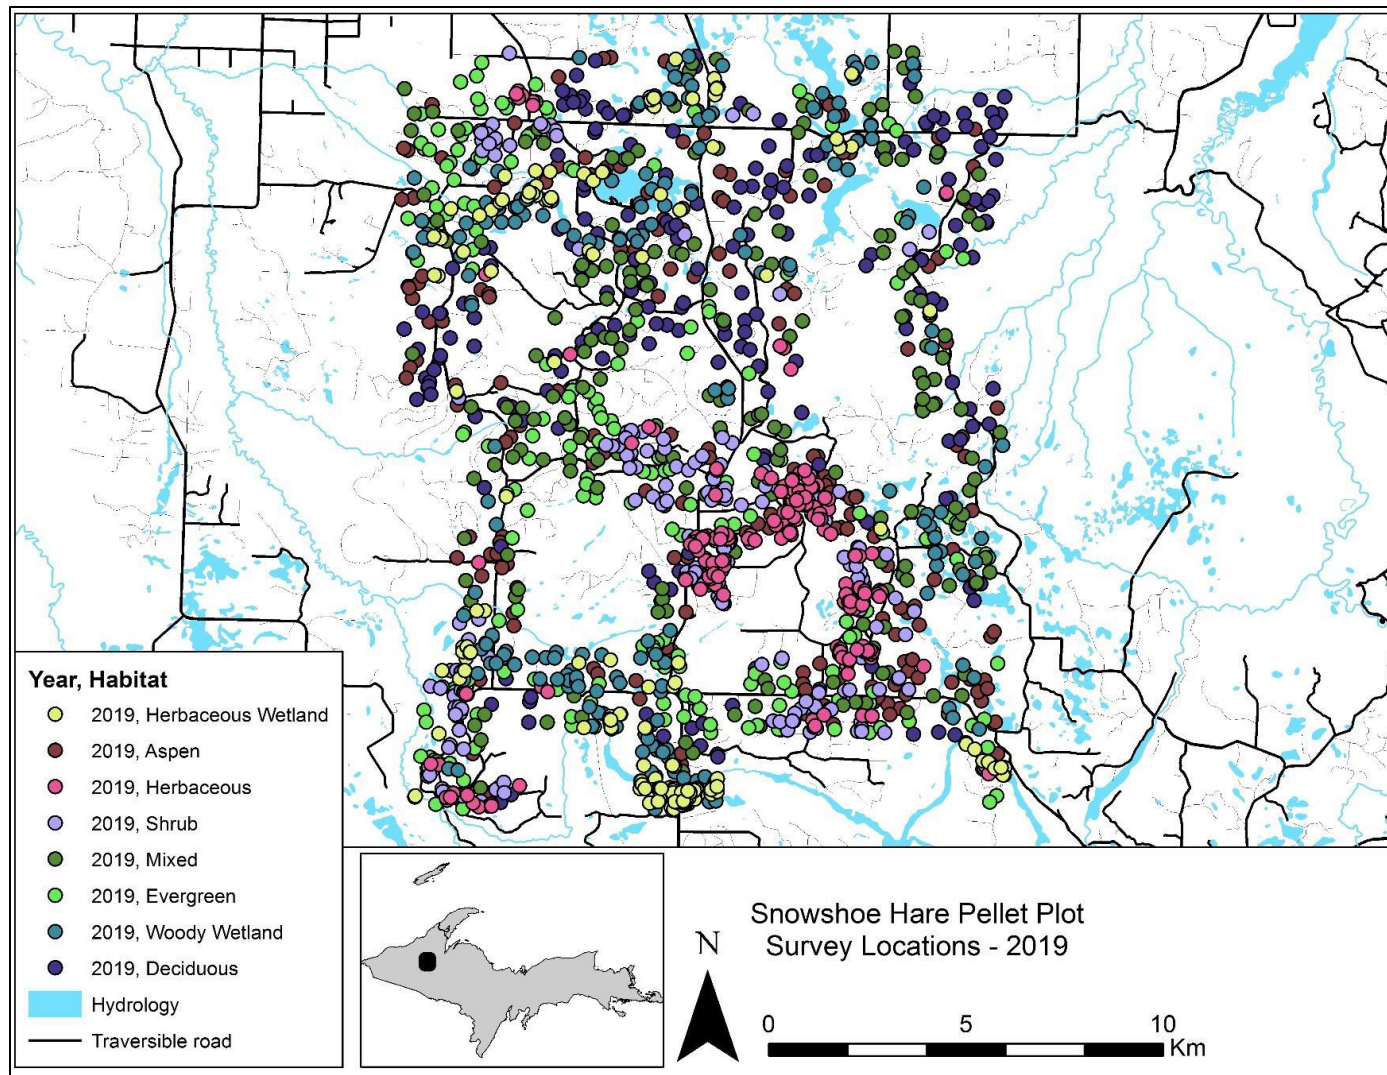 Year, Habitat
2019, Herbaceous Wetland
2019, Aspen
2019, Herbaceous
2019, Shrub
2019, Mixed
2019, Evergreen
2019, Woody Wetland
2019, Deciduous
Hydrology
Traversible road
Snowshoe Hare Pellet Plot
Survey Locations - 2019
N
0 5 10
Km